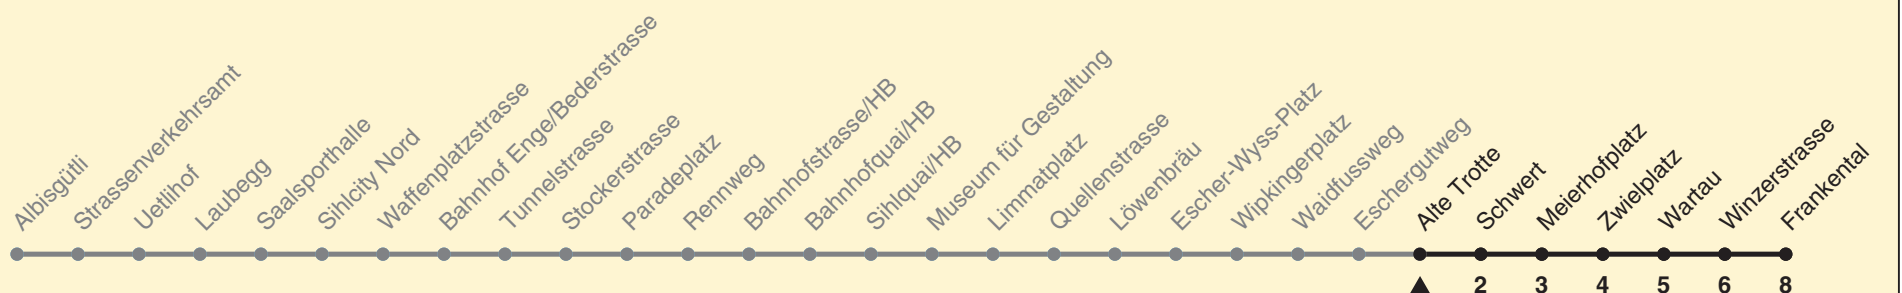 Albisgütli
Strassenverkehrsamt
Uetlihof
Laubegg
Saalsporthalle
Sihlcity Nord
Waffenplatzstrasse
Bahnhof Enge/Bederstrasse
Tunnelstrasse
Stockerstrasse
Paradeplatz
Rennweg
Bahnhofstrasse/HB
Bahnhofquai/HB
Sihlquai/HB
Museum für Gestaltung
Limmatplatz
Quellenstrasse
Löwenbräu
Escher-Wyss-Platz
Wipkingerplatz
Waidfussweg
Eschergutweg
Alte Trotte
Schwert
Meierhofplatz
Zwielplatz
Wartau
Winzerstrasse
Frankental
2 3 4 5 6 8